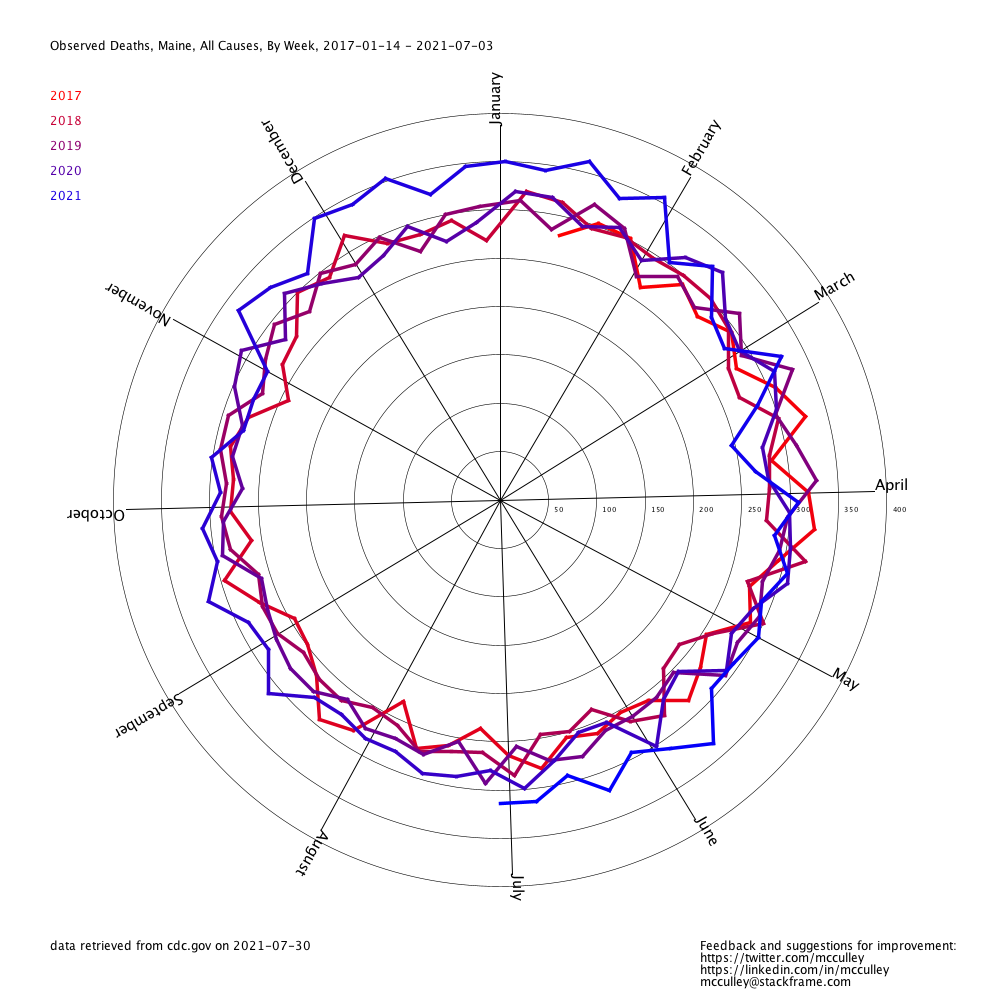 Observed Deaths, Maine, All Causes, By Week, 2017-01-14 - 2021-07-03
2017
2018
2019
2020
2021
January
February
March
April
May
June
July
August
September
October
November
December
50 100 150 200 250 300 350 400
data retrieved from cdc.gov on 2021-07-30
Feedback and suggestions for improvement:
https://twitter.com/mcculley
https://linkedin.com/in/mcculley
mcculley@stackframe.com